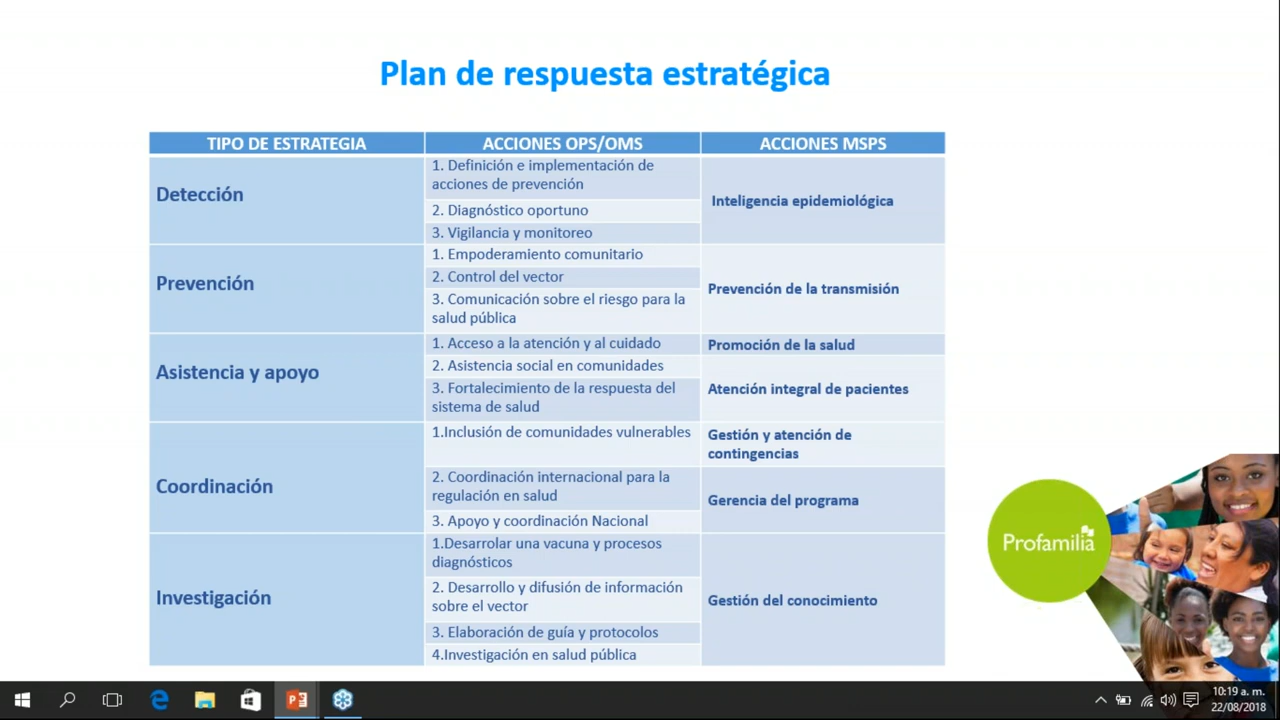 Plan de respuesta estratégica
TIPO DE ESTRATEGIA
ACCIONES OPS/OMS
ACCIONES MSPS
Detección
1. Definición e implementación de
acciones de prevención
2. Diagnóstico oportuno
3. Vigilancia y monitoreo
Inteligencia epidemiológica
Prevención
1. Empoderamiento comunitario
2. Control del vector
3. Comunicación sobre el riesgo para la
salud pública
Prevención de la transmisión
Asistencia y apoyo
1. Acceso a la atención y al cuidado
2. Asistencia social en comunidades
3. Fortalecimiento de la respuesta del
sistema de salud
Promoción de la salud
Atención integral de pacientes
Coordinación
1.Inclusión de comunidades vulnerables
2. Coordinación internacional para la
regulación en salud
3. Apoyo y coordinación Nacional
Gestión y atención de
contingencias
Gerencia del programa
Investigación
1.Desarrolar una vacuna y procesos
diagnósticos
2. Desarrollo y difusión de información
sobre el vector
3. Elaboración de guía y protocolos
4.Investigación en salud pública
Gestión del conocimiento
Profamilia
10:19 a. m.
22/08/2018